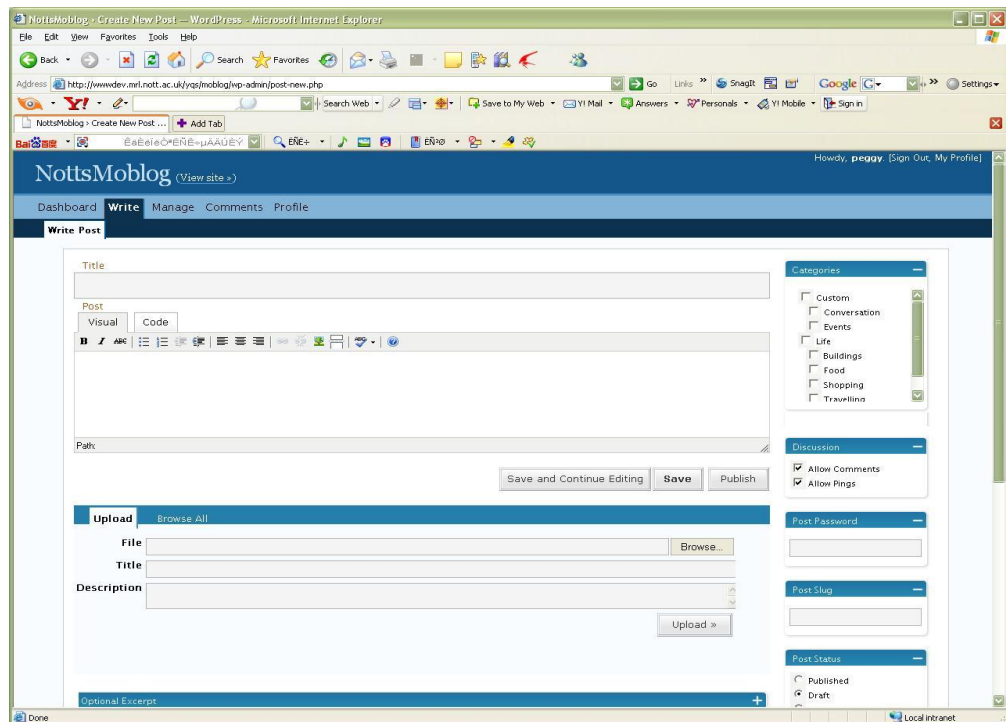 NottsMoblog › Create New Post — WordPress - Microsoft Internet Explorer
File Edit View Favorites Tools Help
Back Search Favorites
Address http://wwwdev.mrl.nott.ac.uk/yqs/moblog/wp-admin/post-new.php Go Links » SnagIt Google G » Settings
Y! Search Web Save to My Web Y! Mail Answers Personals Y! Mobile Sign in
NottsMoblog › Create New Post ... Add Tab
Bai 百度
Howdy, peggy. [Sign Out, My Profile]
NottsMoblog (View site »)
Dashboard Write Manage Comments Profile
Write Post
Title
Post
Visual Code
B I ABC
Path:
Save and Continue Editing Save Publish
Upload Browse All
File Browse...
Title
Description
Upload »
Optional Excerpt +
Categories
Custom
Conversation
Events
Life
Buildings
Food
Shopping
Travelling
Discussion
Allow Comments
Allow Pings
Post Password
Post Slug
Post Status
Published
Draft
Done Local intranet